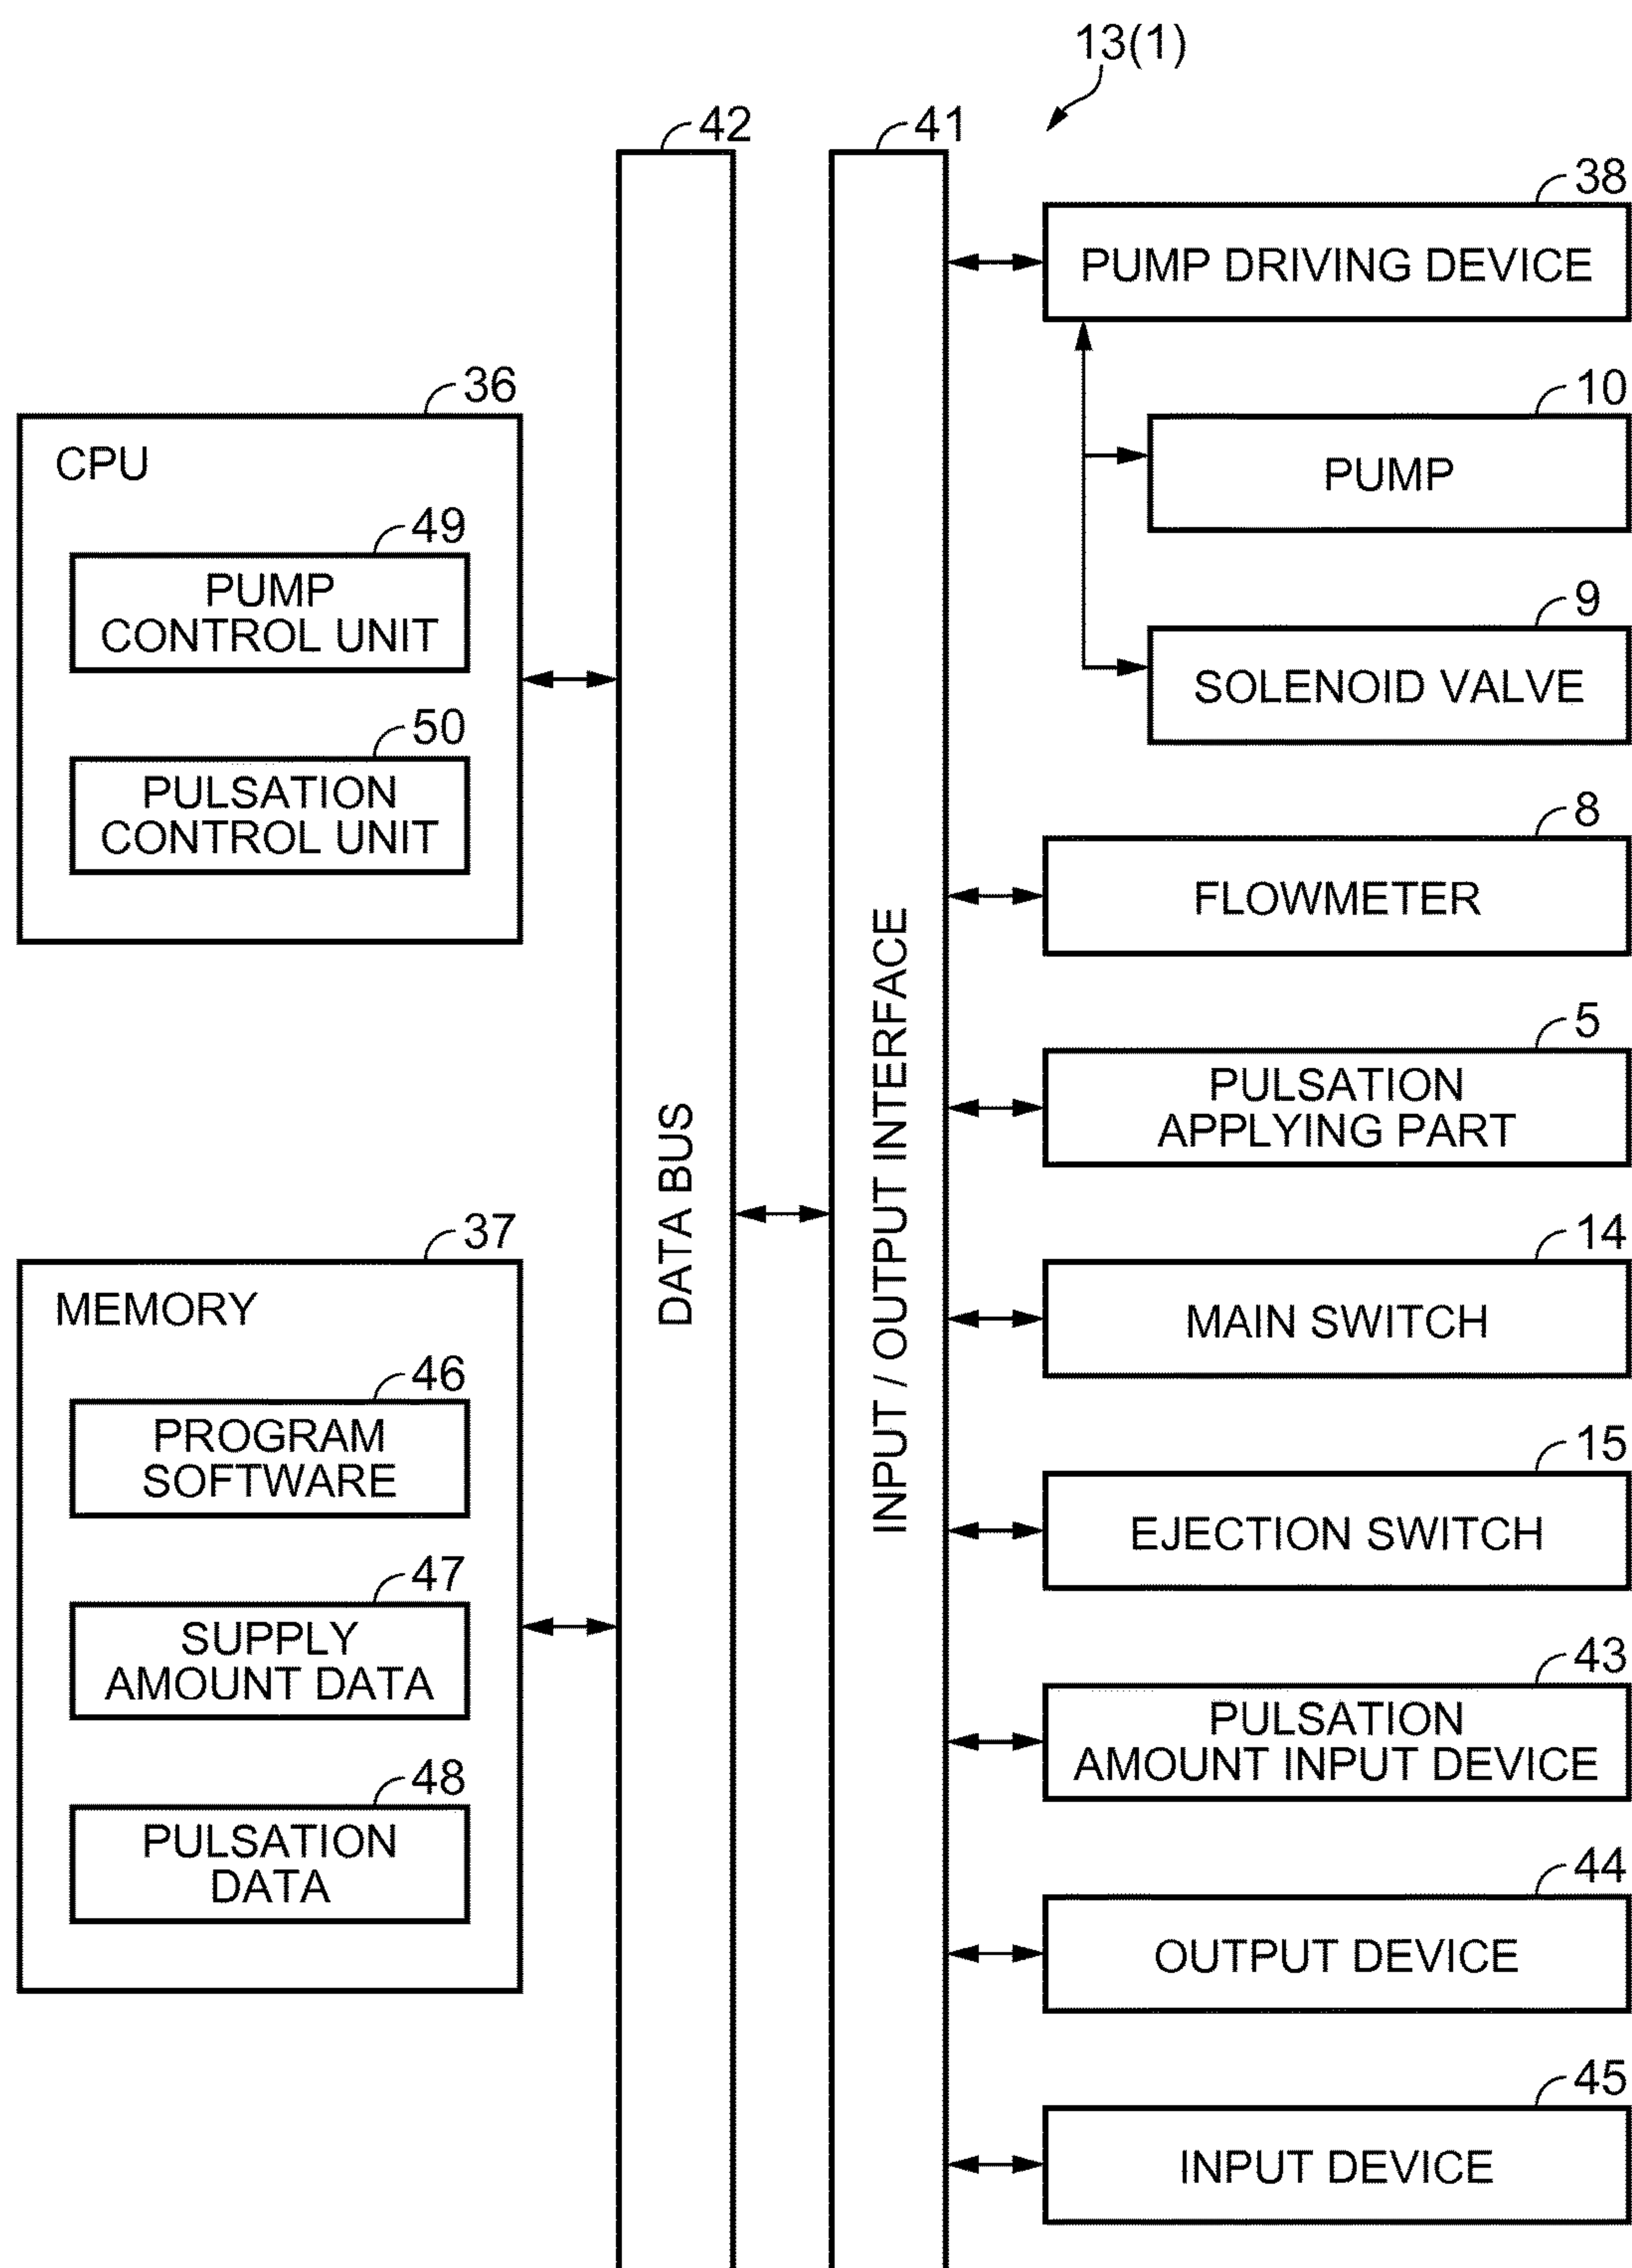 13(1)
42
41
38
PUMP DRIVING DEVICE
10
PUMP
9
SOLENOID VALVE
8
FLOWMETER
5
PULSATION
APPLYING PART
14
MAIN SWITCH
15
EJECTION SWITCH
43
PULSATION
AMOUNT INPUT DEVICE
44
OUTPUT DEVICE
45
INPUT DEVICE
36
CPU
49
PUMP
CONTROL UNIT
50
PULSATION
CONTROL UNIT
37
MEMORY
46
PROGRAM
SOFTWARE
47
SUPPLY
AMOUNT DATA
48
PULSATION
DATA
DATA BUS
INPUT / OUTPUT INTERFACE